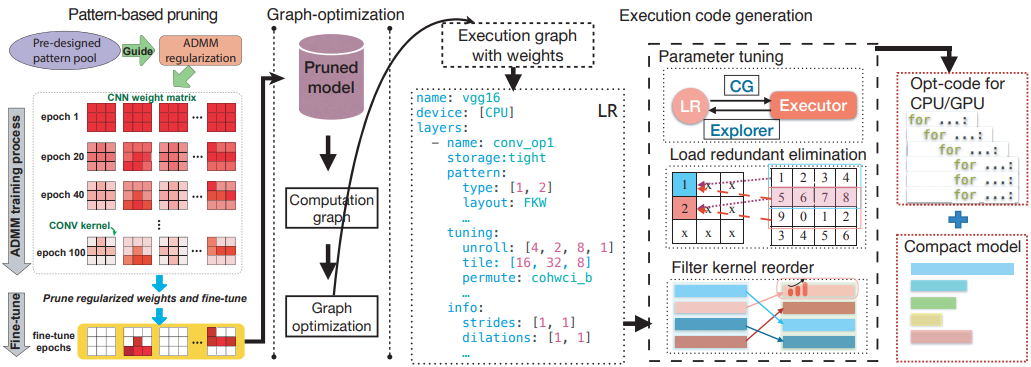 Pattern-based pruning
Pre-designed
pattern pool
Guide
ADMM
regularization
CNN weight matrix
epoch 1
...
epoch 20
...
epoch 40
...
CONV kernel
epoch 100
...
ADMM training process
Prune regularized weights and fine-tune
Fine-tune
fine-tune
epochs
...
Graph-optimization
Pruned
model
Computation
graph
Graph
optimization
Execution graph
with weights
LR
name: vgg16
device: [CPU]
layers:
- name: conv_op1
storage:tight
pattern:
type: [1, 2]
layout: FKW
…
tuning:
unroll: [4, 2, 8, 1]
tile: [16, 32, 8]
permute: cohwci_b
…
info:
strides: [1, 1]
dilations: [1, 1]
…
Execution code generation
Parameter tuning
LR
CG
Explorer
Executor
Load redundant elimination
1 x x
2 x x
x x x
1 2 3 4
5 6 7 8
9 0 1 2
3 4 5 6
Filter kernel reorder
Opt-code for
CPU/GPU
for ...:
for ...:
for ...:
for ...:
for ...:
for ...:
Compact model